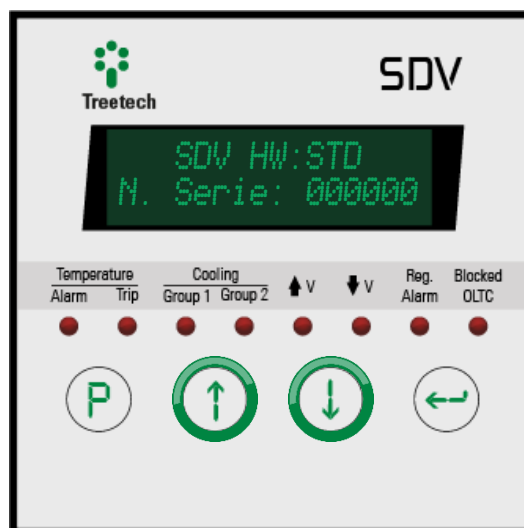 SDV
Treetech
SDV HW:STD
N. Serie: 000000
Temperature Cooling V V Reg. Blocked
Alarm Trip Group 1 Group 2 Alarm OLTC
P